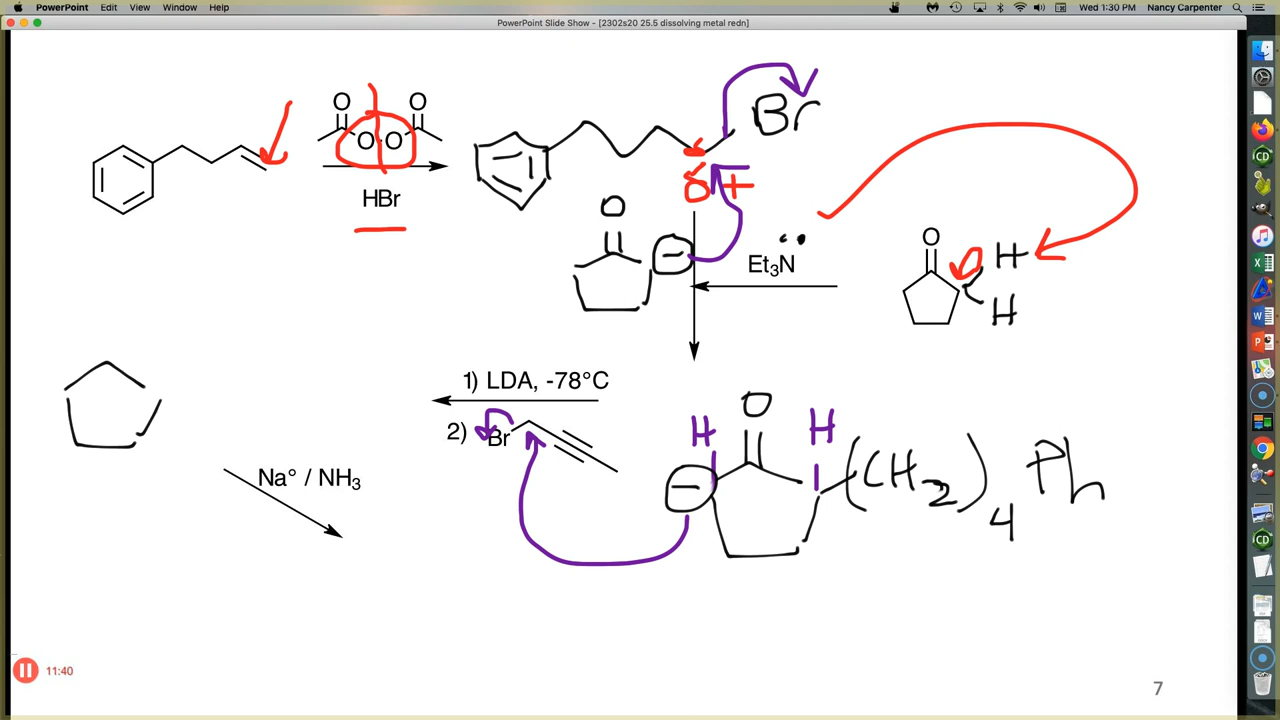 PowerPoint File Edit View Window Help Wed 1:30 PM Nancy Carpenter
PowerPoint Slide Show - [2302s20 25.5 dissolving metal redn]
O O
O-O
HBr
Br
δ +
O
−
Et₃N
O
H
H
1) LDA, -78°C
2) Br
Na° / NH₃
O
H H
− (CH₂)₄ Ph
11:40
7